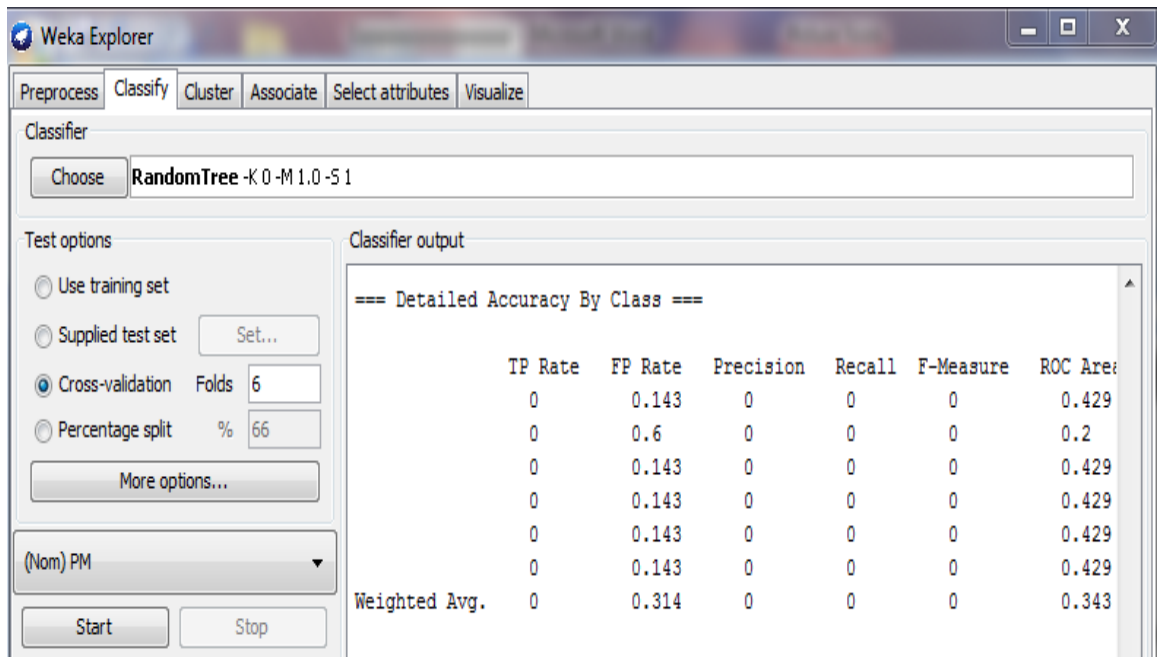 Weka Explorer
X
Preprocess Classify Cluster Associate Select attributes Visualize
Classifier
Choose RandomTree -K 0 -M 1.0 -S 1
Test options
Use training set
Supplied test set Set...
Cross-validation Folds 6
Percentage split % 66
More options...
(Nom) PM
Start Stop
Classifier output
=== Detailed Accuracy By Class ===
TP Rate FP Rate Precision Recall F-Measure ROC Area
0 0.143 0 0 0 0.429
0 0.6 0 0 0 0.2
0 0.143 0 0 0 0.429
0 0.143 0 0 0 0.429
0 0.143 0 0 0 0.429
0 0.143 0 0 0 0.429
Weighted Avg. 0 0.314 0 0 0 0.343